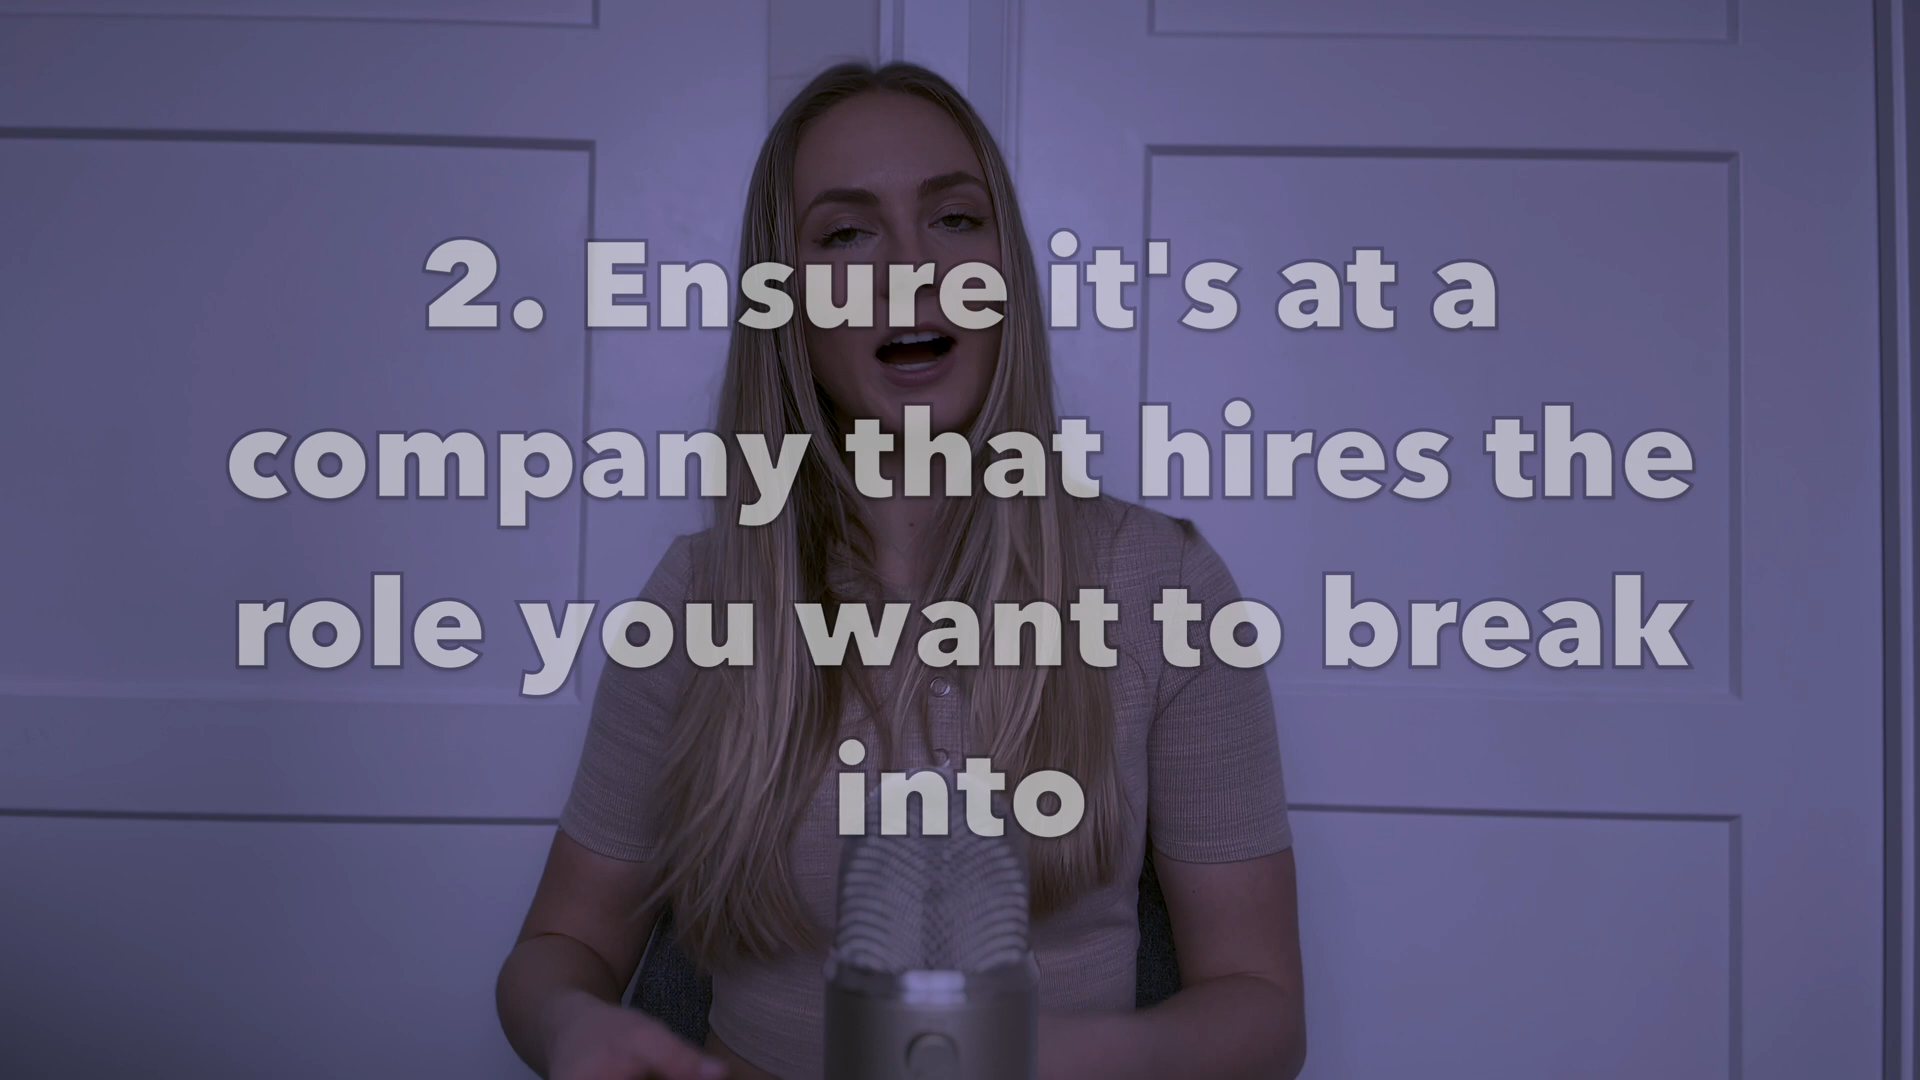 2. Ensure it's at a
company that hires the
role you want to break
into